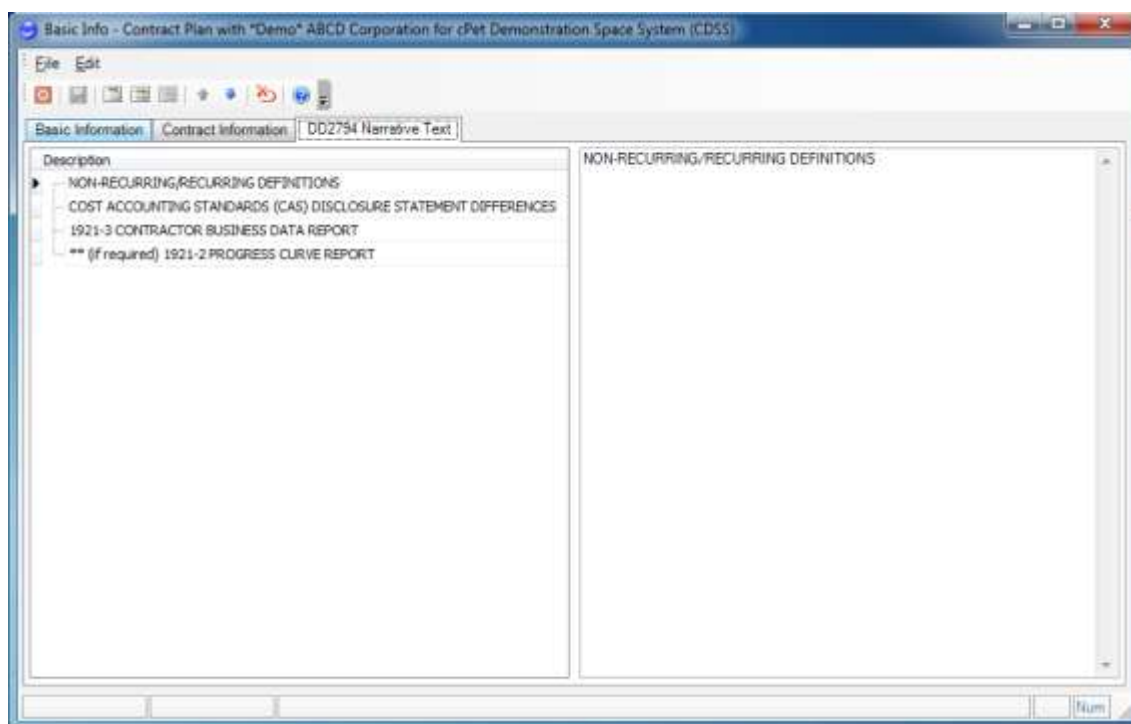 Basic Info - Contract Plan with *Demo* ABCD Corporation for cPet Demonstration Space System (CDSS)
File Edit
Basic Information Contract Information DD2794 Narrative Text
Description
NON-RECURRING/RECURRING DEFINITIONS
COST ACCOUNTING STANDARDS (CAS) DISCLOSURE STATEMENT DIFFERENCES
1921-3 CONTRACTOR BUSINESS DATA REPORT
** (if required) 1921-2 PROGRESS CURVE REPORT
NON-RECURRING/RECURRING DEFINITIONS
Num